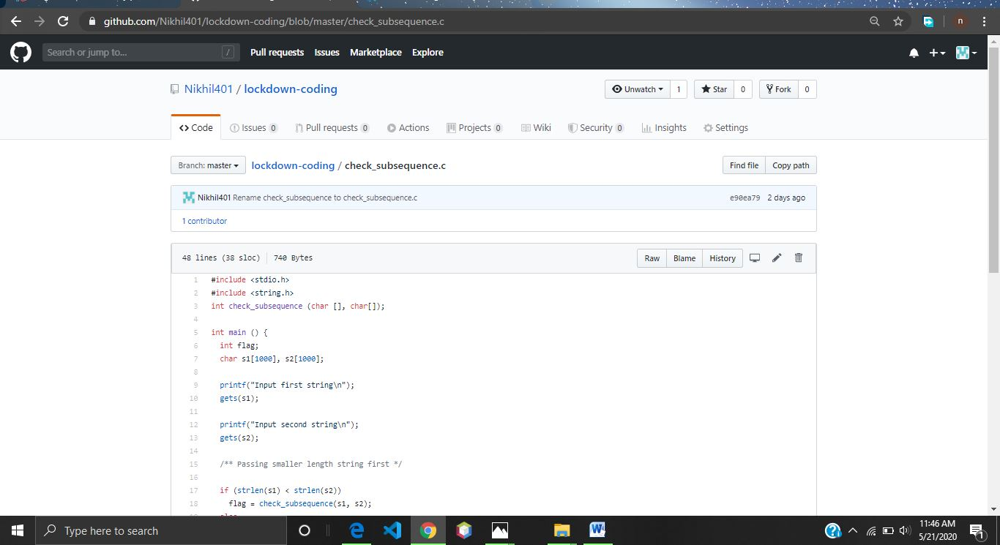 github.com/Nikhil401/lockdown-coding/blob/master/check_subsequence.c
n
Search or jump to... /
Pull requests Issues Marketplace Explore
Nikhil401 / lockdown-coding
Unwatch 1 Star 0 Fork 0
Code Issues 0 Pull requests 0 Actions Projects 0 Wiki Security 0 Insights Settings
Branch: master lockdown-coding / check_subsequence.c Find file Copy path
Nikhil401 Rename check_subsequence to check_subsequence.c e90ea79 2 days ago
1 contributor
48 lines (38 sloc) 740 Bytes Raw Blame History
1 #include <stdio.h>
2 #include <string.h>
3 int check_subsequence (char [], char[]);
4
5 int main () {
6 int flag;
7 char s1[1000], s2[1000];
8
9 printf("Input first string\n");
10 gets(s1);
11
12 printf("Input second string\n");
13 gets(s2);
14
15 /** Passing smaller length string first */
16
17 if (strlen(s1) < strlen(s2))
18 flag = check_subsequence(s1, s2);
Type here to search
11:46 AM
5/21/2020
1